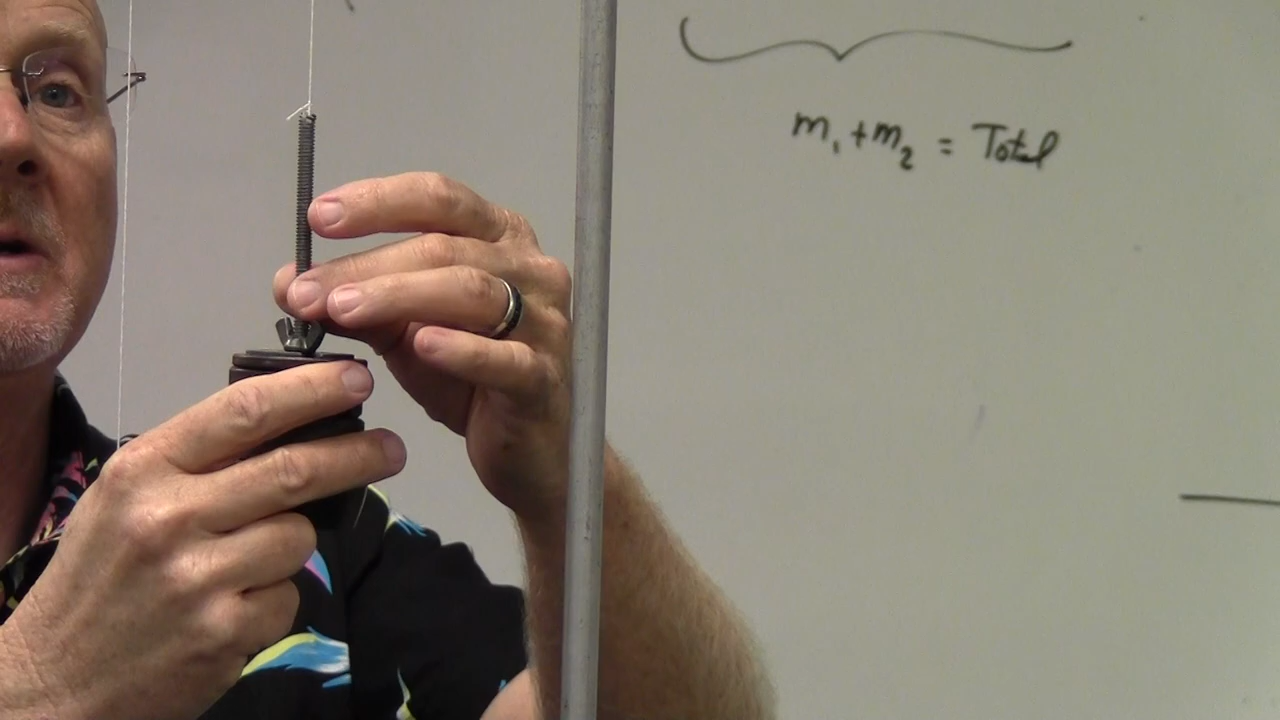 m₁+m₂ = Total